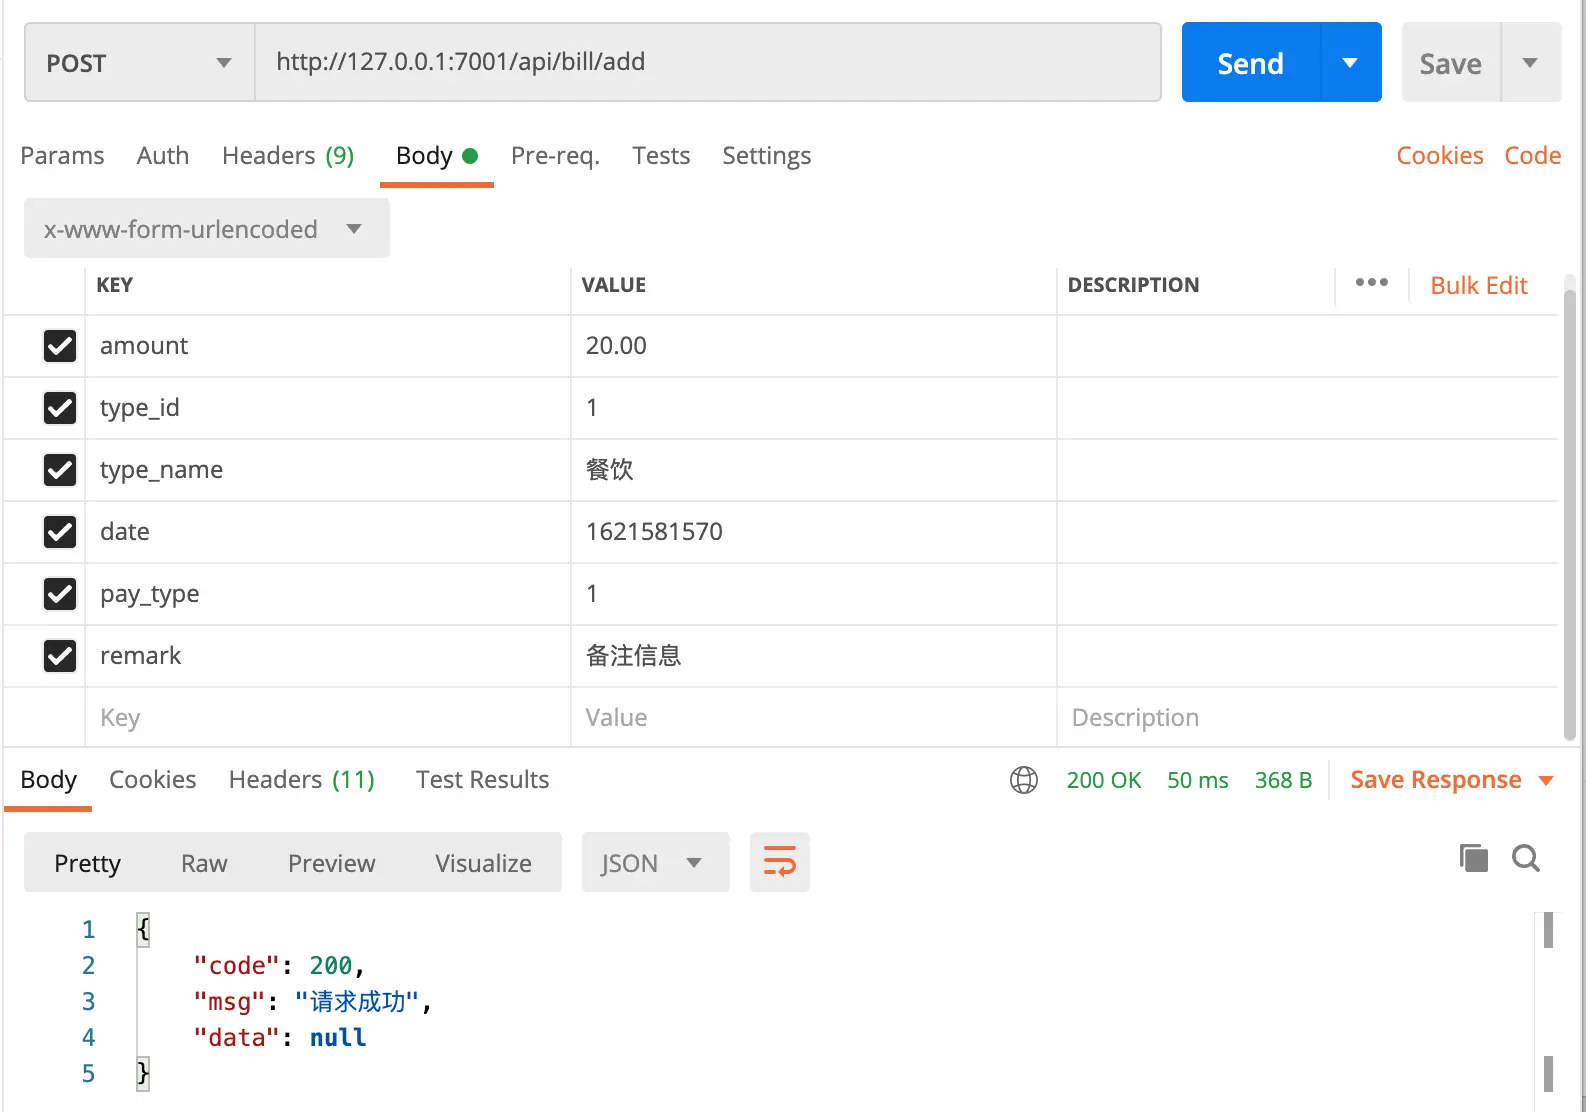 POST http://127.0.0.1:7001/api/bill/add Send Save
Params Auth Headers (9) Body Pre-req. Tests Settings Cookies Code
x-www-form-urlencoded
KEY VALUE DESCRIPTION ••• Bulk Edit
amount 20.00
type_id 1
type_name 餐饮
date 1621581570
pay_type 1
remark 备注信息
Key Value Description
Body Cookies Headers (11) Test Results 200 OK 50 ms 368 B Save Response
Pretty Raw Preview Visualize JSON
1 {
2 "code": 200,
3 "msg": "请求成功",
4 "data": null
5 }